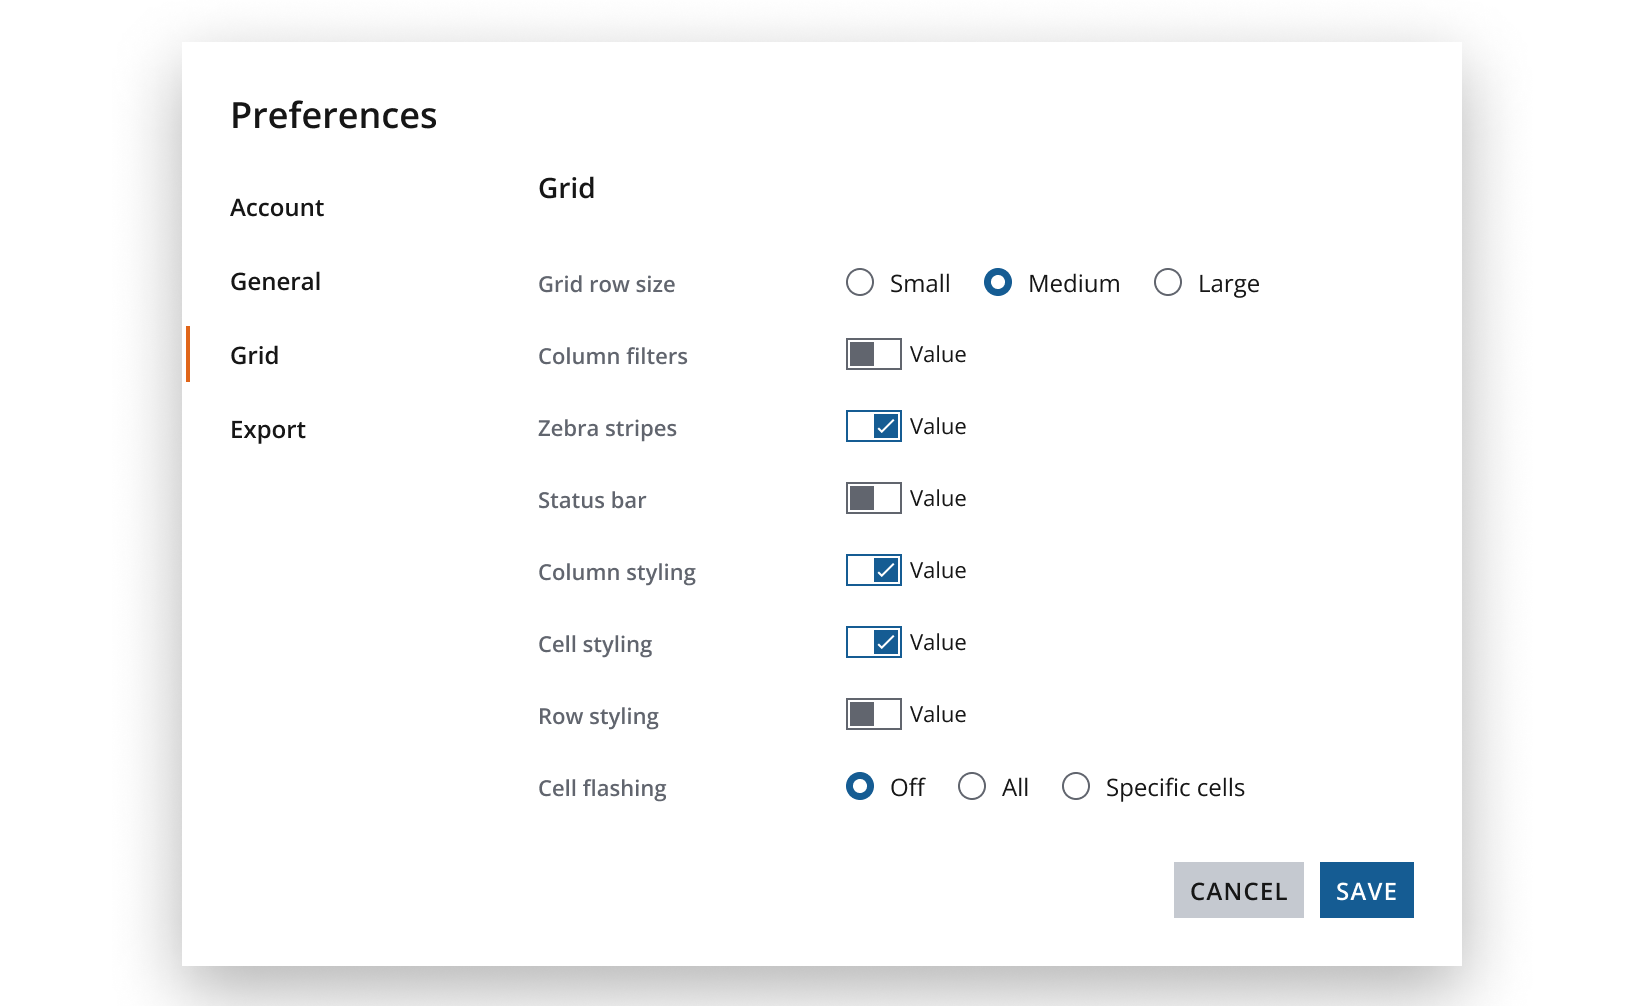 Preferences
Account
General
Grid
Export
Grid
Grid row size Small Medium Large
Column filters Value
Zebra stripes Value
Status bar Value
Column styling Value
Cell styling Value
Row styling Value
Cell flashing Off All Specific cells
CANCEL SAVE